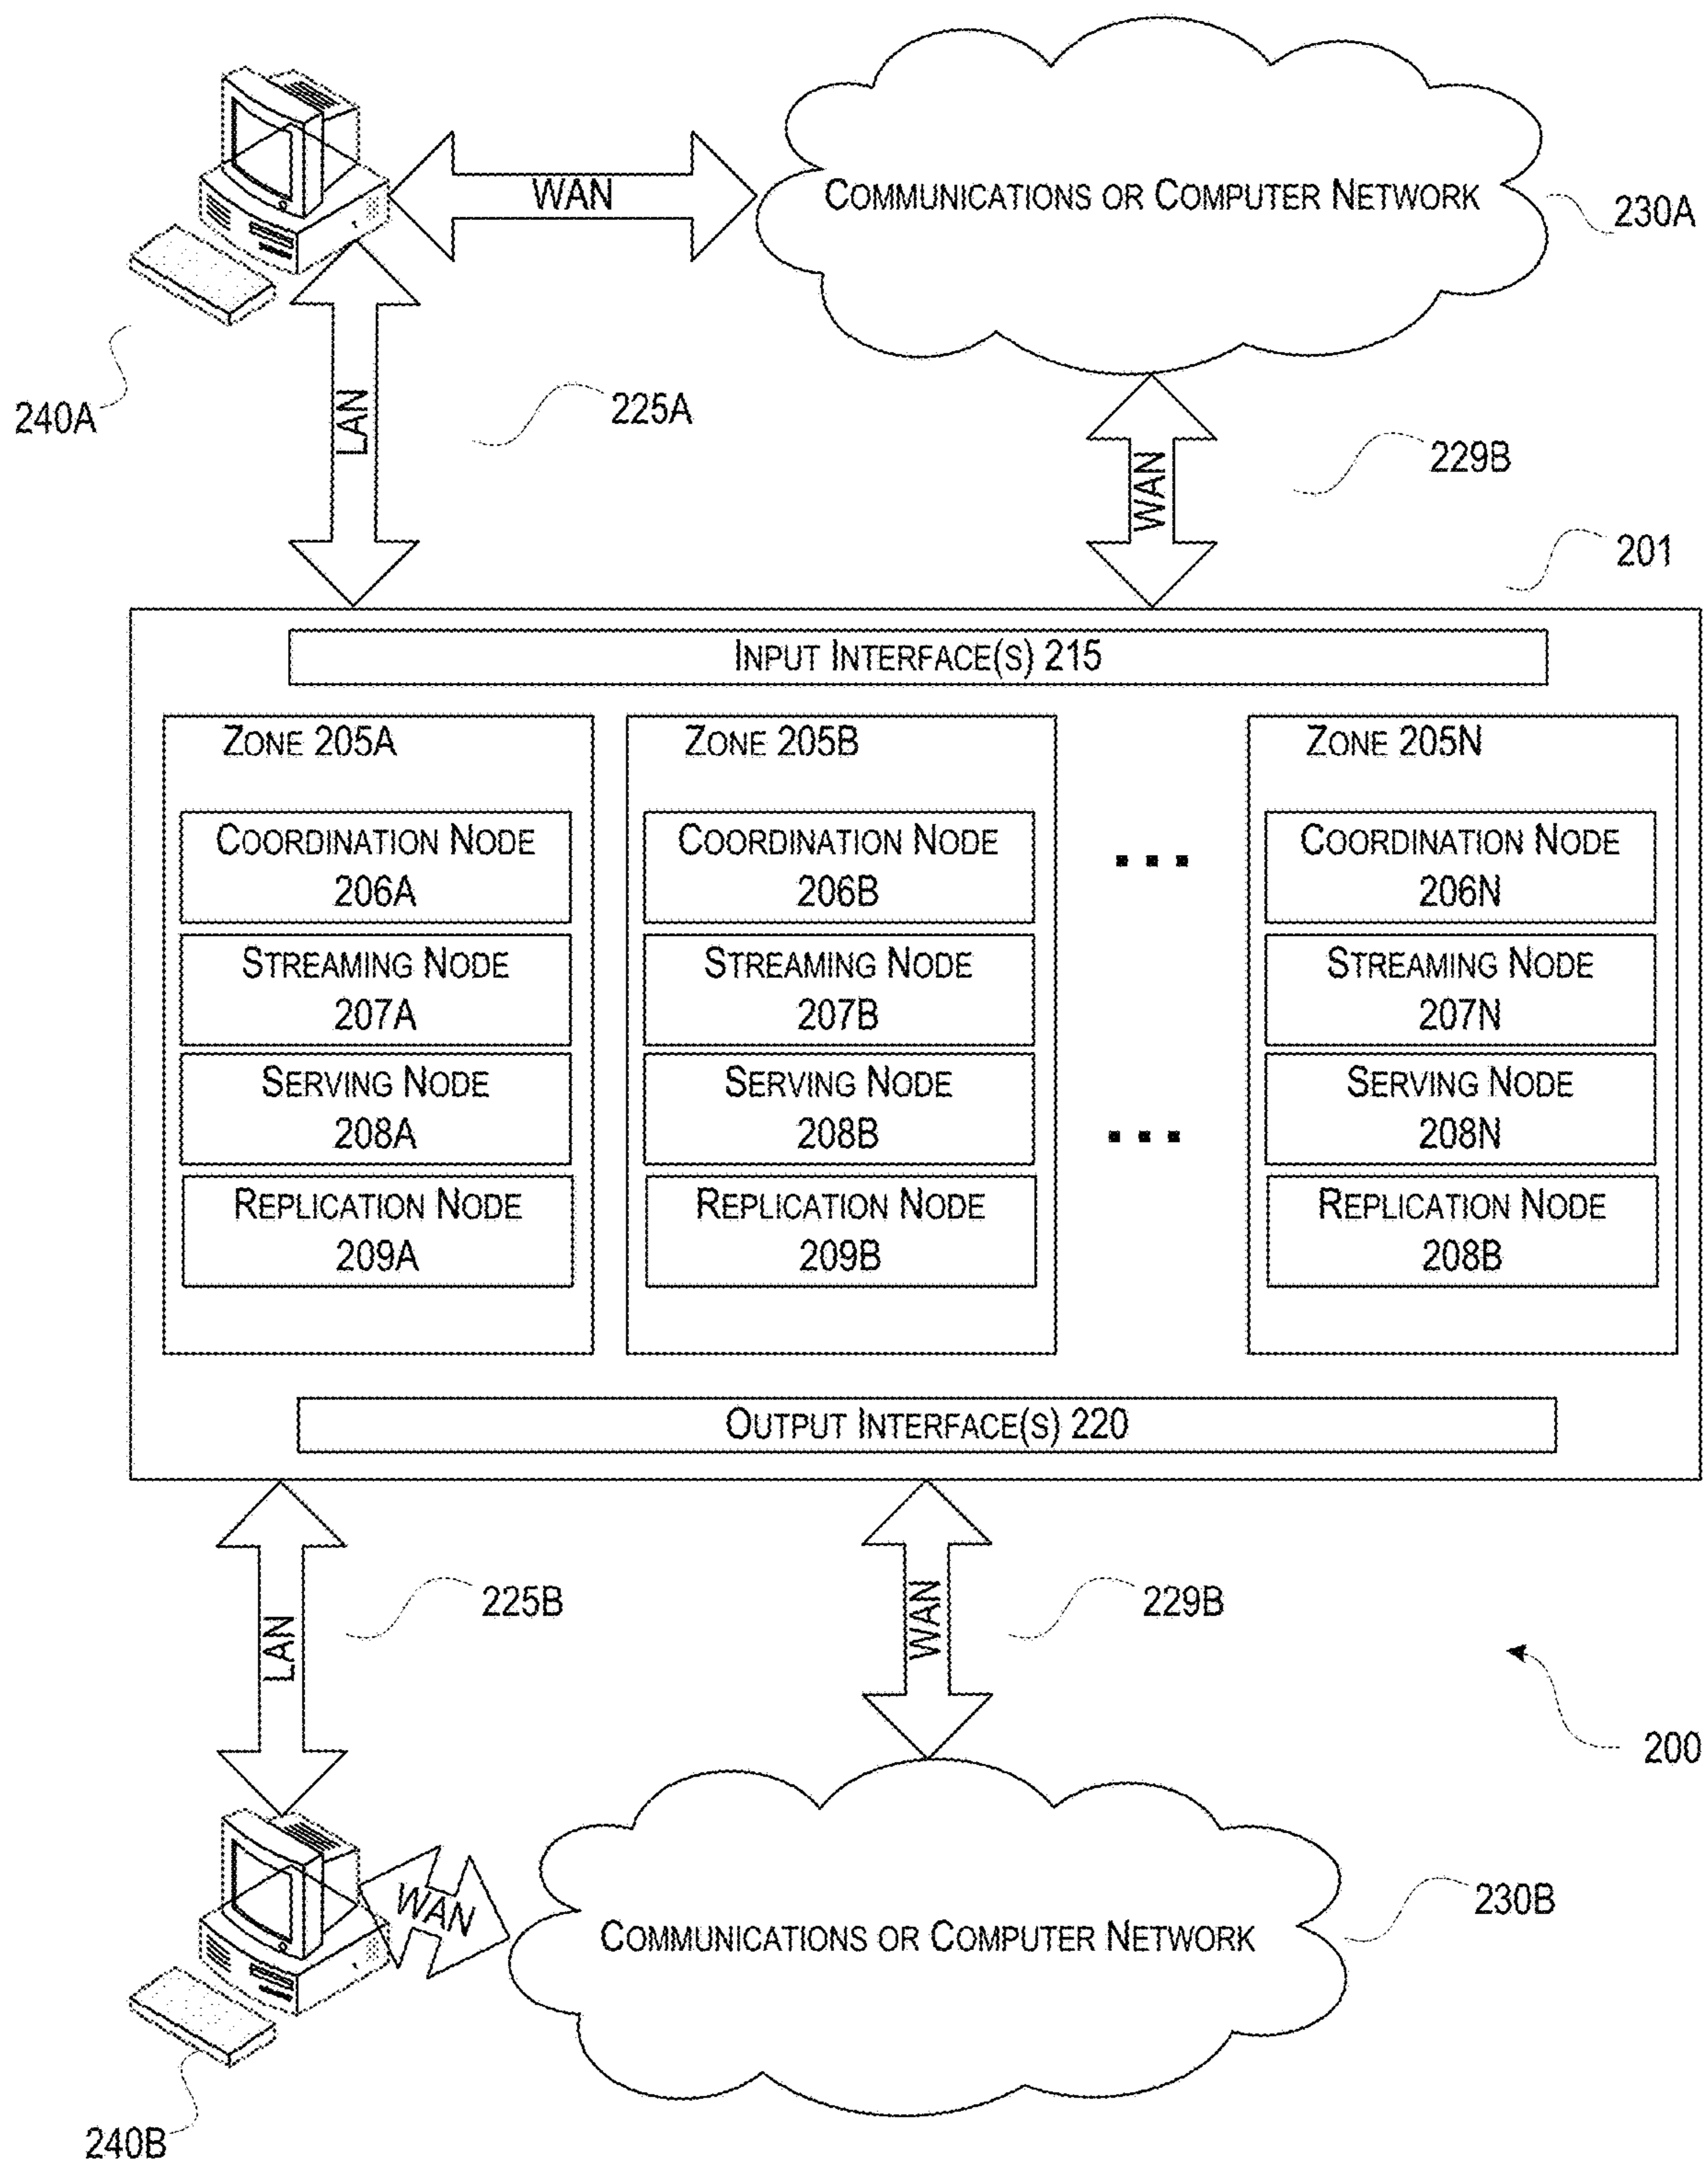 WAN
COMMUNICATIONS OR COMPUTER NETWORK
230A
240A
LAN
225A
WAN
229B
201
INPUT INTERFACE(S) 215
ZONE 205A
COORDINATION NODE
206A
STREAMING NODE
207A
SERVING NODE
208A
REPLICATION NODE
209A
ZONE 205B
COORDINATION NODE
206B
STREAMING NODE
207B
SERVING NODE
208B
REPLICATION NODE
209B
...
...
ZONE 205N
COORDINATION NODE
206N
STREAMING NODE
207N
SERVING NODE
208N
REPLICATION NODE
208B
OUTPUT INTERFACE(S) 220
LAN
225B
WAN
229B
200
WAN
COMMUNICATIONS OR COMPUTER NETWORK
230B
240B